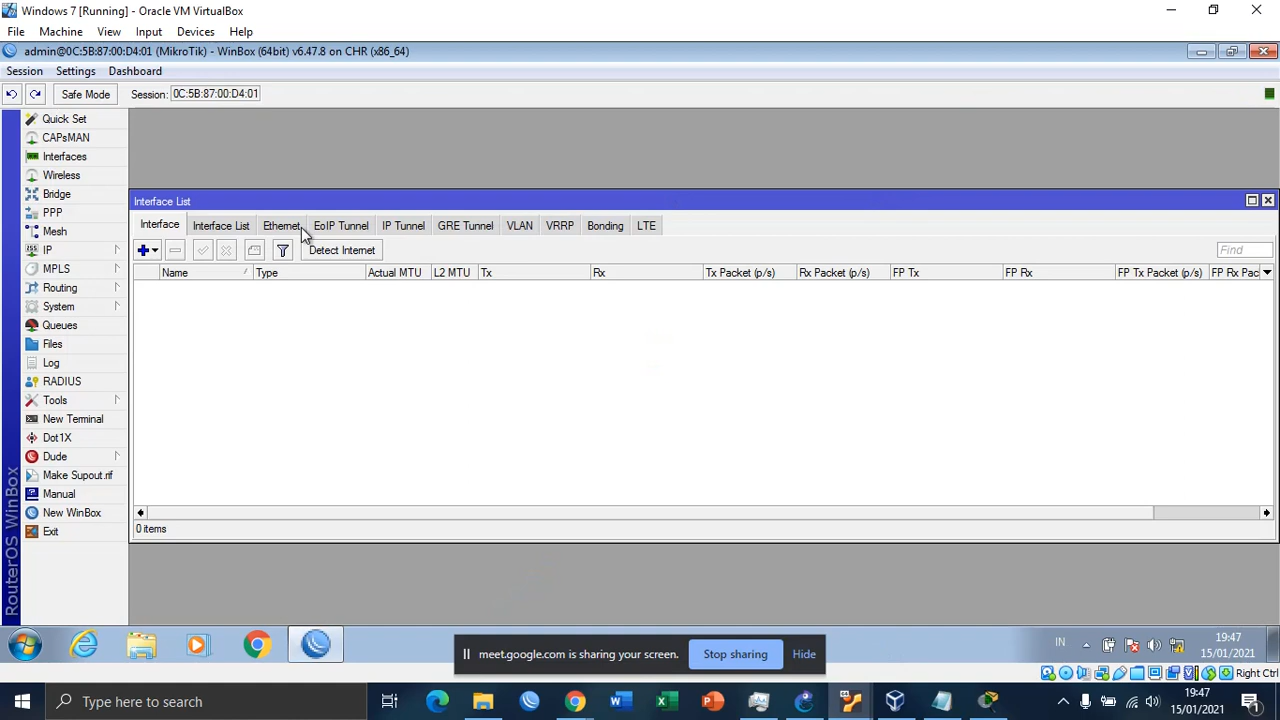 Windows 7 [Running] - Oracle VM VirtualBox
File Machine View Input Devices Help
admin@0C:5B:87:00:D4:01 (MikroTik) - WinBox (64bit) v6.47.8 on CHR (x86_64)
Session Settings Dashboard
Safe Mode Session: 0C:5B:87:00:D4:01
Quick Set
CAPsMAN
Interfaces
Wireless
Bridge
PPP
Mesh
IP
MPLS
Routing
System
Queues
Files
Log
RADIUS
Tools
New Terminal
Dot1X
Dude
Make Supout.rif
Manual
New WinBox
Exit
RouterOS WinBox
Interface List
Interface Interface List Ethernet EoIP Tunnel IP Tunnel GRE Tunnel VLAN VRRP Bonding LTE
Detect Internet Find
Name Type Actual MTU L2 MTU Tx Rx Tx Packet (p/s) Rx Packet (p/s) FP Tx FP Rx FP Tx Packet (p/s) FP Rx Pac
0 items
IN 19:47
15/01/2021
meet.google.com is sharing your screen. Stop sharing Hide
Right Ctrl
Type here to search
19:47
15/01/2021
1